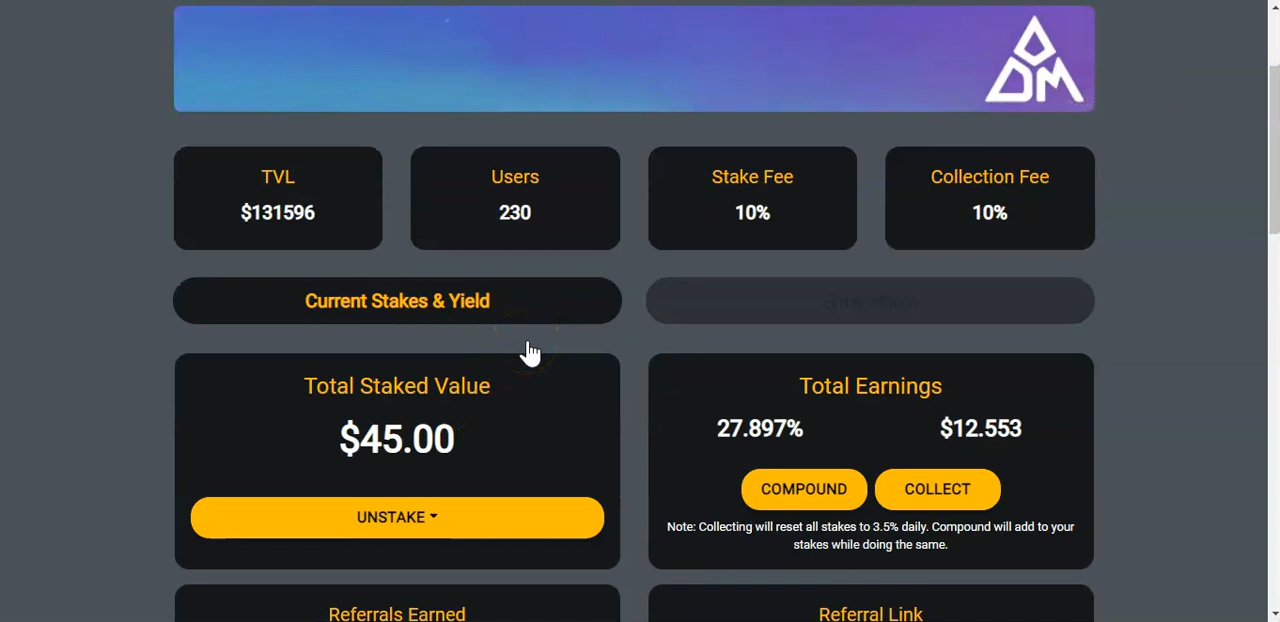 DM
TVL
Users
Stake Fee
Collection Fee
$131596
230
10%
10%
Current Stakes & Yield
Total Staked Value
$45.00
UNSTAKE
Total Earnings
27.897%
$12.553
COMPOUND
COLLECT
Note: Collecting will reset all stakes to 3.5% daily. Compound will add to your
stakes while doing the same.
Referrals Earned
Referral Link